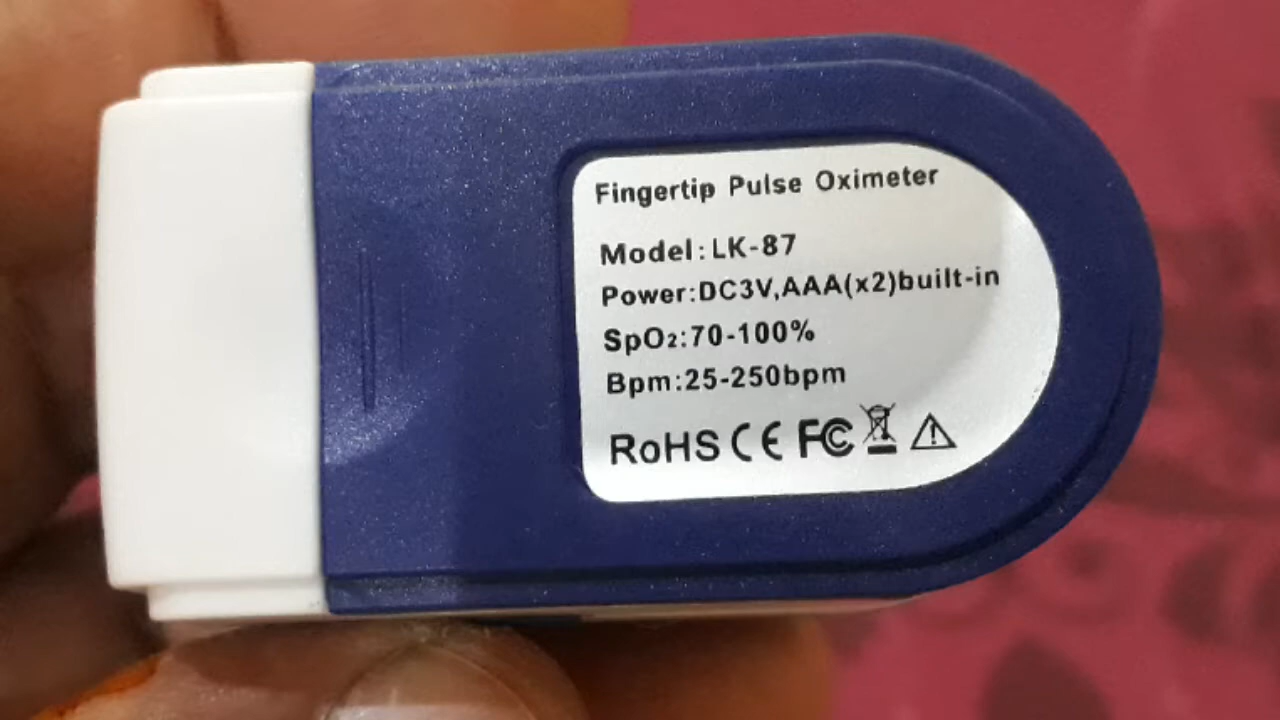 Fingertip Pulse Oximeter
Model:LK-87
Power:DC3V,AAA(x2)built-in
SpO₂:70-100%
Bpm:25-250bpm
RoHS CE FC